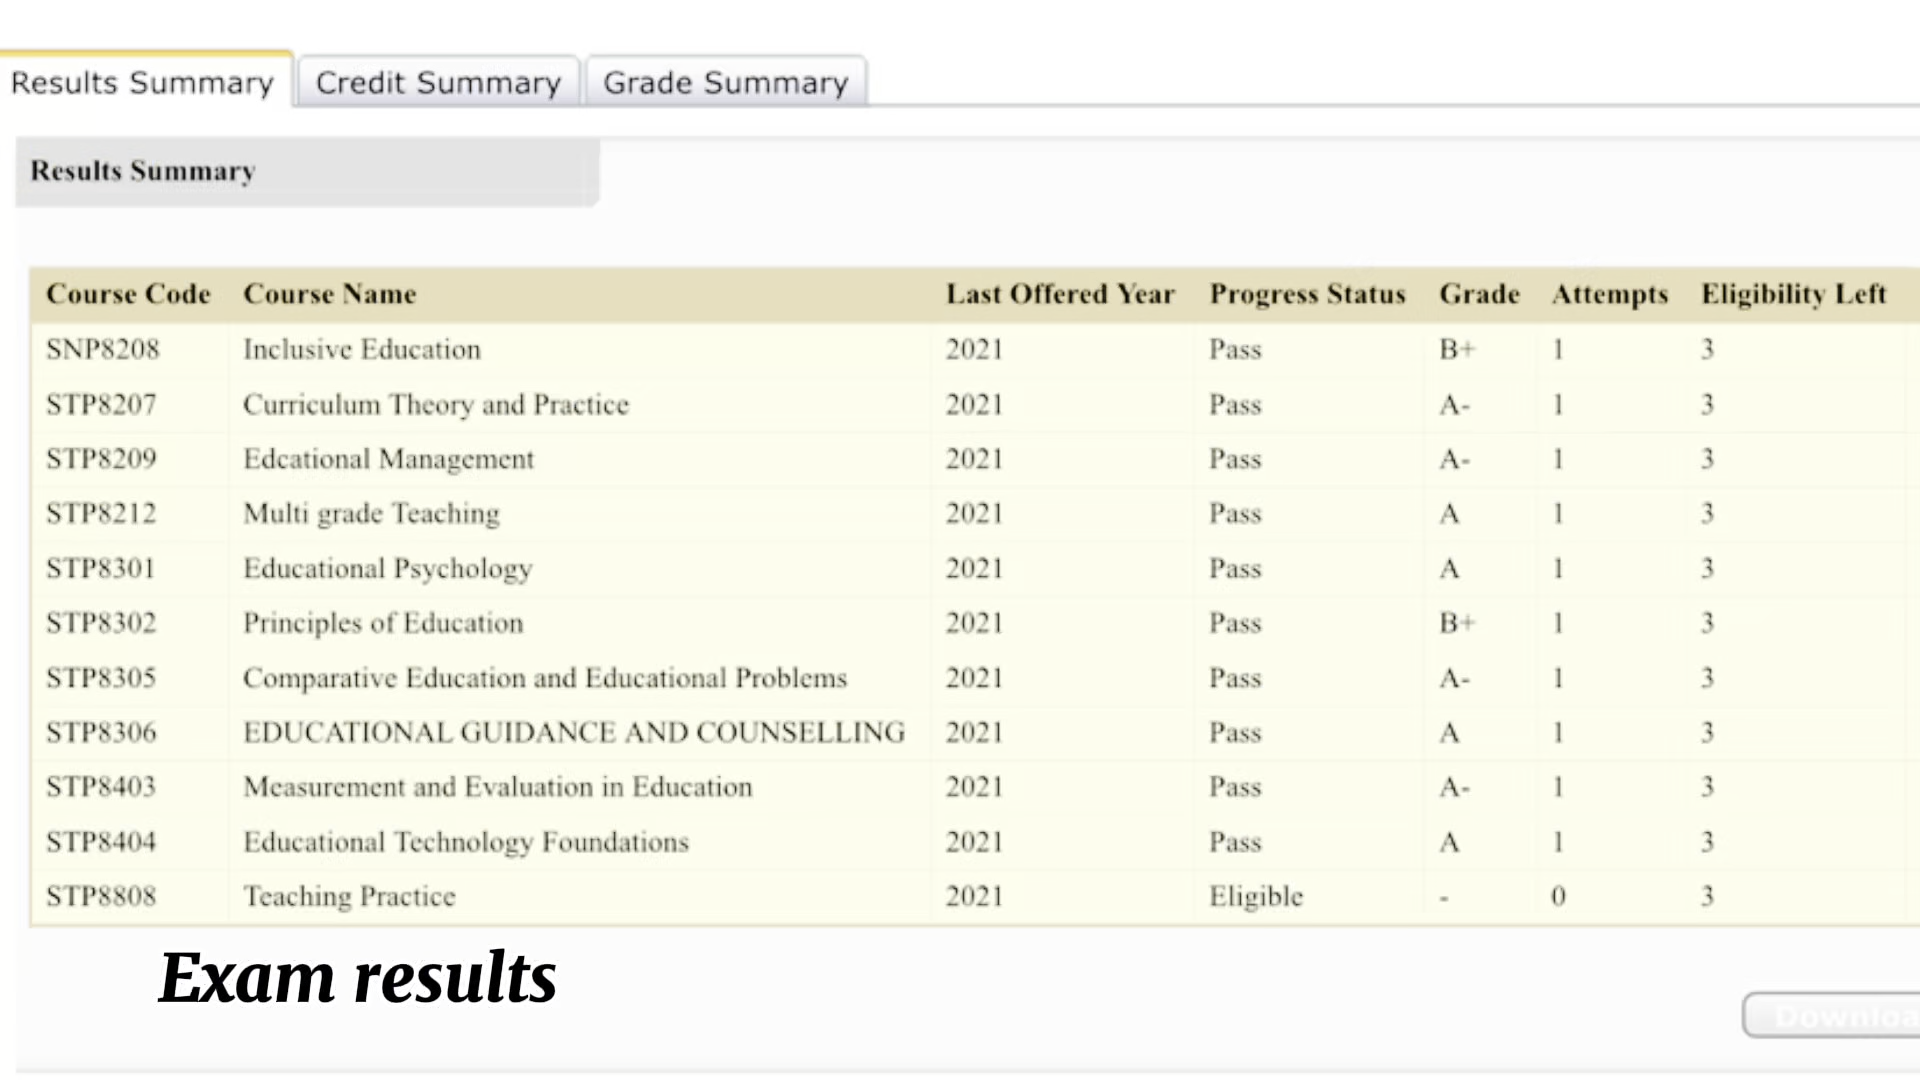 Results Summary Credit Summary Grade Summary
Results Summary
Course Code Course Name Last Offered Year Progress Status Grade Attempts Eligibility Left
SNP8208 Inclusive Education 2021 Pass B+ 1 3
STP8207 Curriculum Theory and Practice 2021 Pass A- 1 3
STP8209 Edcational Management 2021 Pass A- 1 3
STP8212 Multi grade Teaching 2021 Pass A 1 3
STP8301 Educational Psychology 2021 Pass A 1 3
STP8302 Principles of Education 2021 Pass B+ 1 3
STP8305 Comparative Education and Educational Problems 2021 Pass A- 1 3
STP8306 EDUCATIONAL GUIDANCE AND COUNSELLING 2021 Pass A 1 3
STP8403 Measurement and Evaluation in Education 2021 Pass A- 1 3
STP8404 Educational Technology Foundations 2021 Pass A 1 3
STP8808 Teaching Practice 2021 Eligible - 0 3
Exam results